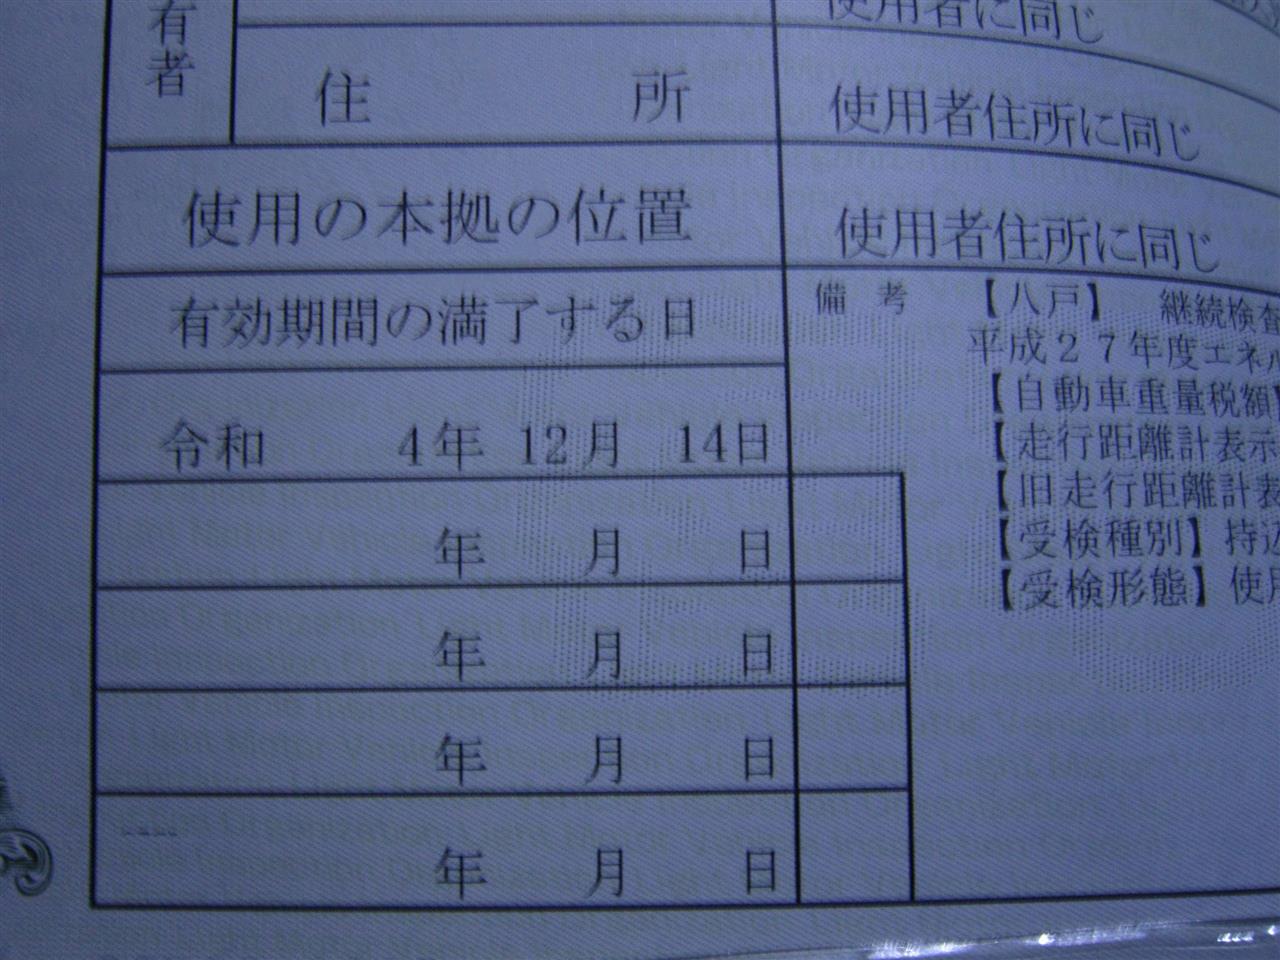 有者
使用者に同じ
住所
使用者住所に同じ
使用の本拠の位置
使用者住所に同じ
有効期間の満了する日
備考
【八戸】 継続検査
平成27年度エネル
【自動車重量税額】
【走行距離計表示
【旧走行距離計表
【受検種別】持込
【受検形態】使用
令和 4年 12月 14日
年 月 日
年 月 日
年 月 日
年 月 日